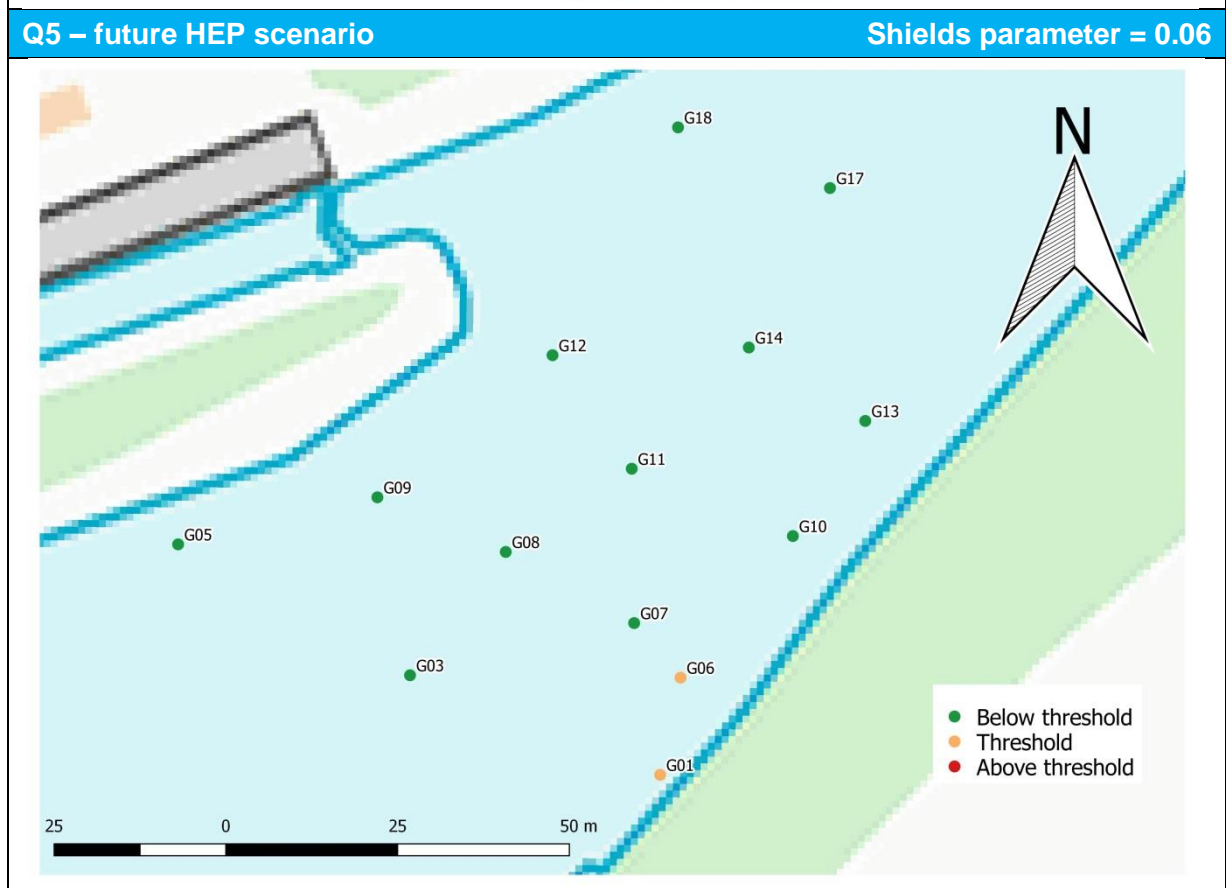 Q5 – future HEP scenario Shields parameter = 0.06
G18
N
G17
G12
G14
G13
G11
G09
G05
G08
G10
G07
G03
G06
Below threshold
Threshold
G01
Above threshold
25 0 25 50 m